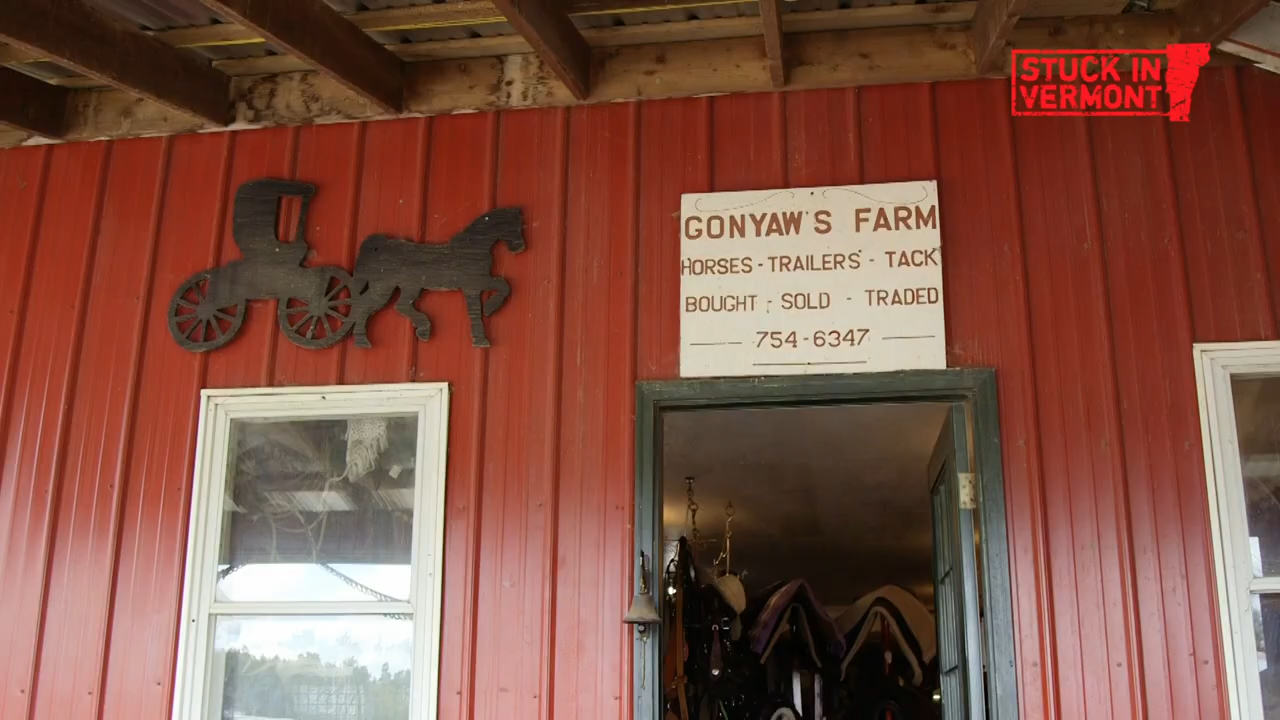 STUCK IN
VERMONT
GONYAW'S FARM
HORSES - TRAILERS - TACK
BOUGHT - SOLD - TRADED
754-6347